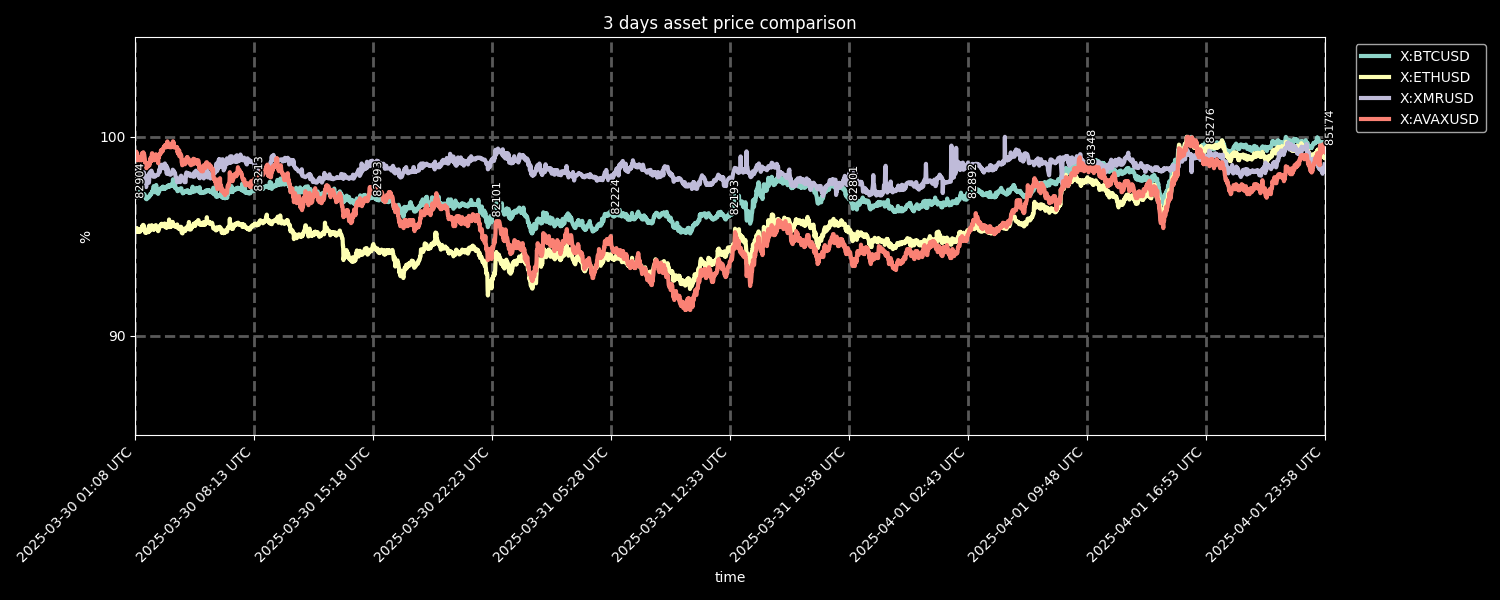 3 days asset price comparison
X:BTCUSD
X:ETHUSD
X:XMRUSD
X:AVAXUSD
100
90
%
82904
83213
82993
82101
82224
82193
82801
82892
84348
85276
85174
2025-03-30 01:08 UTC
2025-03-30 08:13 UTC
2025-03-30 15:18 UTC
2025-03-30 22:23 UTC
2025-03-31 05:28 UTC
2025-03-31 12:33 UTC
2025-03-31 19:38 UTC
2025-04-01 02:43 UTC
2025-04-01 09:48 UTC
2025-04-01 16:53 UTC
2025-04-01 23:58 UTC
time